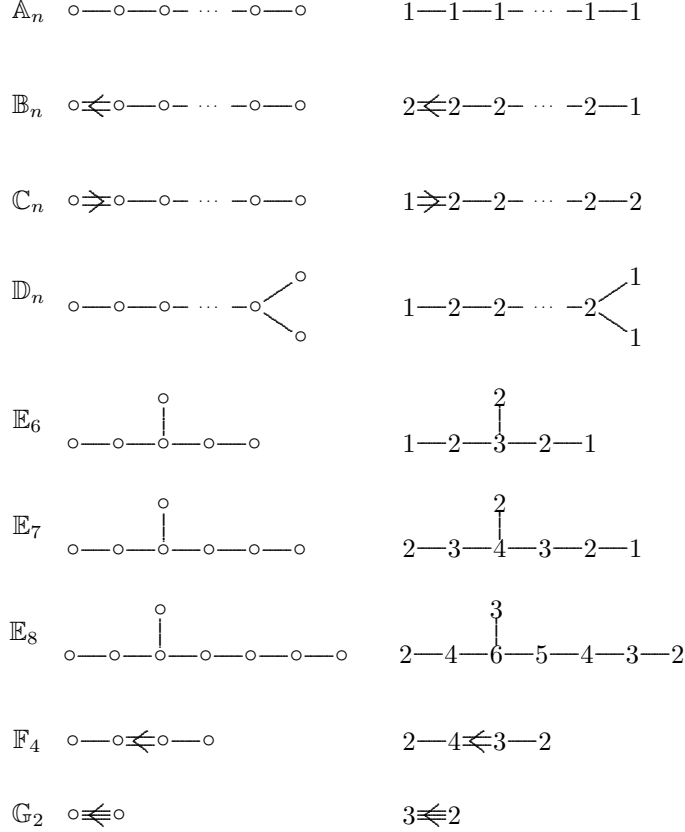 𝔸ₙ ○—○—○— ⋯ —○—○ 1—1—1— ⋯ —1—1
𝔹ₙ ○⇚○—○— ⋯ —○—○ 2⇚2—2— ⋯ —2—1
ℂₙ ○⇛○—○— ⋯ —○—○ 1⇛2—2— ⋯ —2—2
○ 1
𝔻ₙ ○—○—○— ⋯ —○ 1—2—2— ⋯ —2
○ 1
○ 2
𝔼₆ ○—○—○—○—○ 1—2—3—2—1
○ 2
𝔼₇ ○—○—○—○—○—○ 2—3—4—3—2—1
○ 3
𝔼₈ ○—○—○—○—○—○—○ 2—4—6—5—4—3—2
𝔽₄ ○—○⇚○—○ 2—4⇚3—2
𝔾₂ ○⇚○ 3⇚2